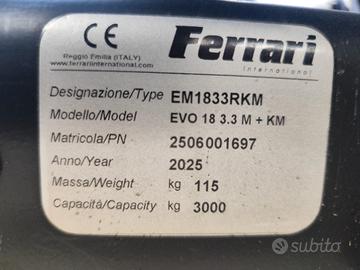 CE
Ferrari
International
Reggio Emilia (ITALY)
www.ferrariinternational.com
Designazione/Type EM1833RKM
Modello/Model EVO 18 3.3 M + KM
Matricola/PN 2506001697
Anno/Year 2025
Massa/Weight kg 115
Capacità/Capacity kg 3000
subito